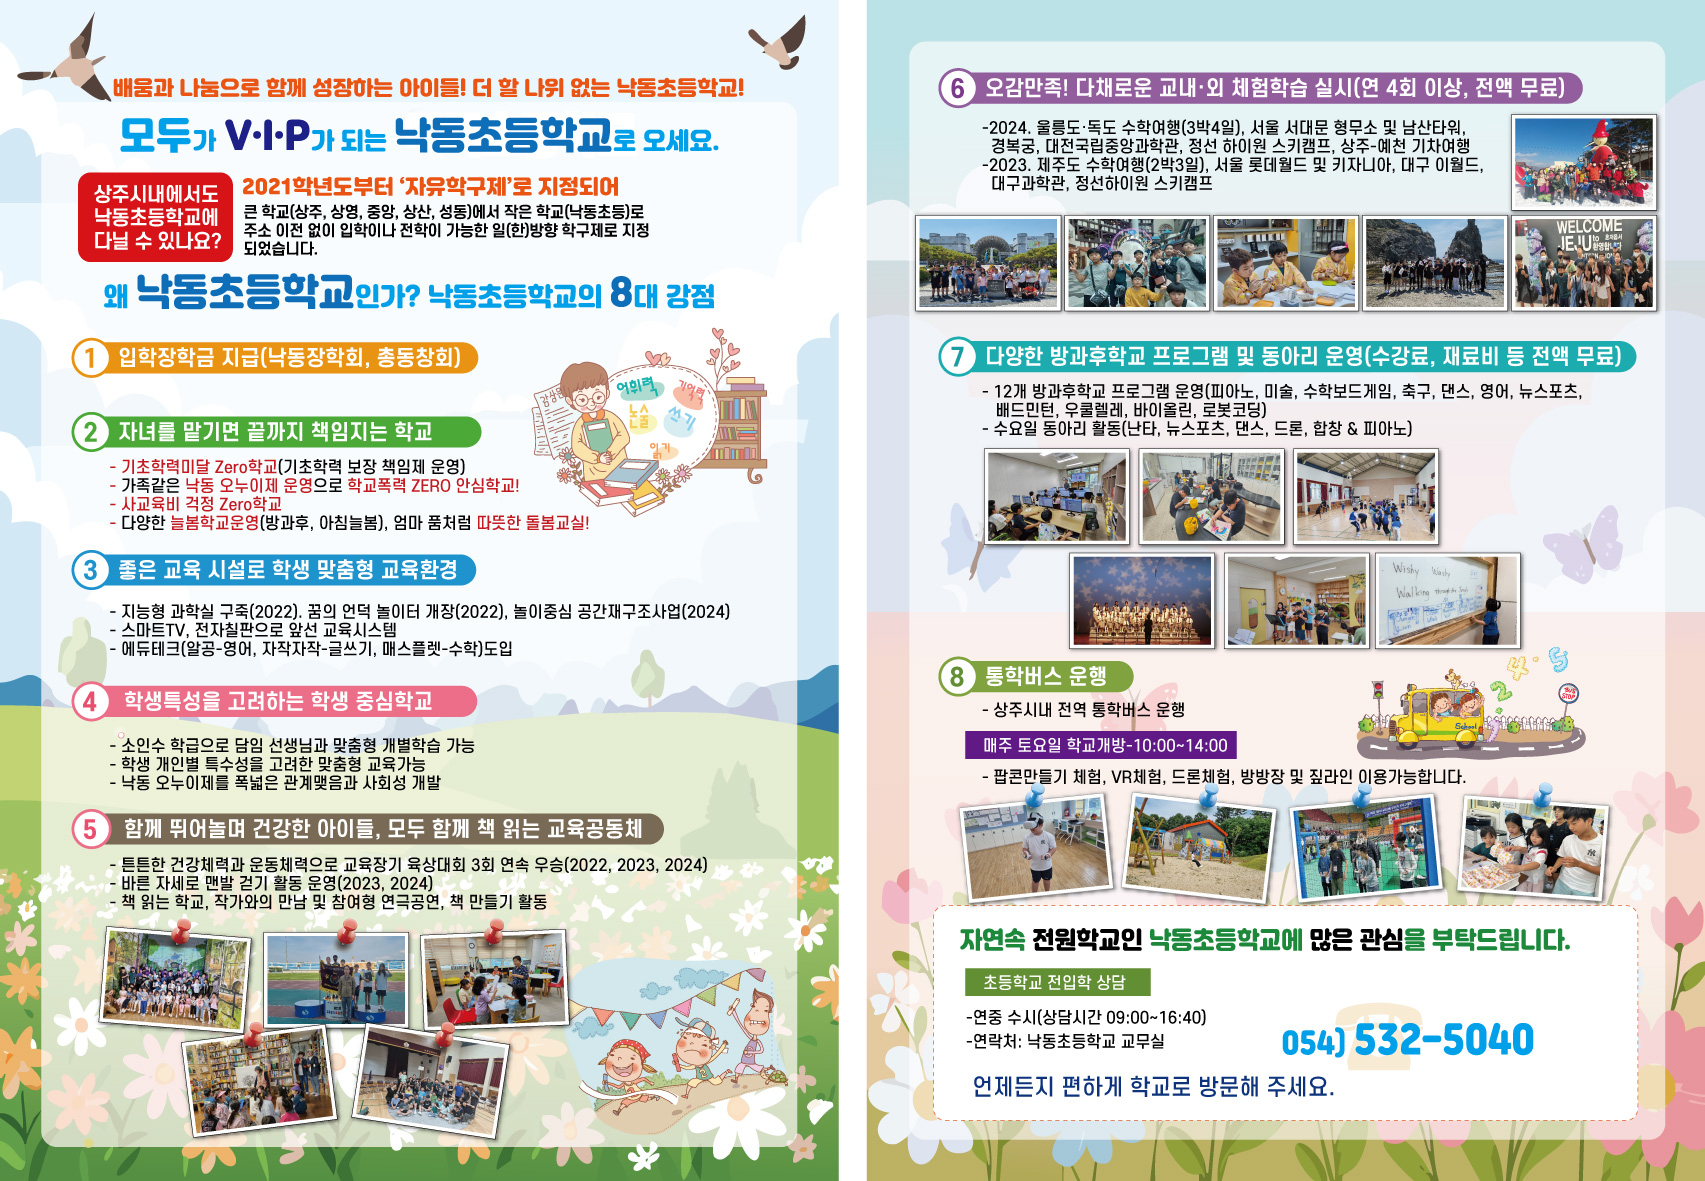 배움과 나눔으로 함께 성장하는 아이들! 더 할 나위 없는 낙동초등학교!
모두가 V·I·P가 되는 낙동초등학교로 오세요.
상주시내에서도
낙동초등학교에
다닐 수 있나요?
2021학년도부터 ‘자유학구제’로 지정되어
큰 학교(상주, 상영, 중앙, 상산, 성동)에서 작은 학교(낙동초등)로
주소 이전 없이 입학이나 전학이 가능한 일(한)방향 학구제로 지정
되었습니다.
왜 낙동초등학교인가? 낙동초등학교의 8대 강점
1 입학장학금 지급(낙동장학회, 총동창회)
감상문
어휘력
기억력
논술
쓰기
읽기
2 자녀를 맡기면 끝까지 책임지는 학교
- 기초학력미달 Zero학교(기초학력 보장 책임제 운영)
- 가족같은 낙동 오누이제 운영으로 학교폭력 ZERO 안심학교!
- 사교육비 걱정 Zero학교
- 다양한 늘봄학교운영(방과후, 아침늘봄), 엄마 품처럼 따뜻한 돌봄교실!
3 좋은 교육 시설로 학생 맞춤형 교육환경
- 지능형 과학실 구축(2022). 꿈의 언덕 놀이터 개장(2022), 놀이중심 공간재구조사업(2024)
- 스마트TV, 전자칠판으로 앞선 교육시스템
- 에듀테크(알공-영어, 자작자작-글쓰기, 매스플렛-수학)도입
4 학생특성을 고려하는 학생 중심학교
- 소인수 학급으로 담임 선생님과 맞춤형 개별학습 가능
- 학생 개인별 특수성을 고려한 맞춤형 교육가능
- 낙동 오누이제를 폭넓은 관계맺음과 사회성 개발
5 함께 뛰어놀며 건강한 아이들, 모두 함께 책 읽는 교육공동체
- 튼튼한 건강체력과 운동체력으로 교육장기 육상대회 3회 연속 우승(2022, 2023, 2024)
- 바른 자세로 맨발 걷기 활동 운영(2023, 2024)
- 책 읽는 학교, 작가와의 만남 및 참여형 연극공연, 책 만들기 활동
6 오감만족! 다채로운 교내·외 체험학습 실시(연 4회 이상, 전액 무료)
-2024. 울릉도·독도 수학여행(3박4일), 서울 서대문 형무소 및 남산타워,
경복궁, 대전국립중앙과학관, 정선 하이원 스키캠프, 상주-예천 기차여행
-2023. 제주도 수학여행(2박3일), 서울 롯데월드 및 키자니아, 대구 이월드,
대구과학관, 정선하이원 스키캠프
WELCOME
to
JEJU
7 다양한 방과후학교 프로그램 및 동아리 운영(수강료, 재료비 등 전액 무료)
- 12개 방과후학교 프로그램 운영(피아노, 미술, 수학보드게임, 축구, 댄스, 영어, 뉴스포츠,
배드민턴, 우쿨렐레, 바이올린, 로봇코딩)
- 수요일 동아리 활동(난타, 뉴스포츠, 댄스, 드론, 합창 & 피아노)
Wishy Washy
Walking through the
8 통학버스 운행
- 상주시내 전역 통학버스 운행
2 4 5
School
BUS
STOP
매주 토요일 학교개방-10:00~14:00
- 팝콘만들기 체험, VR체험, 드론체험, 방방장 및 짚라인 이용가능합니다.
자연속 전원학교인 낙동초등학교에 많은 관심을 부탁드립니다.
초등학교 전입학 상담
-연중 수시(상담시간 09:00~16:40)
-연락처: 낙동초등학교 교무실
054) 532-5040
언제든지 편하게 학교로 방문해 주세요.